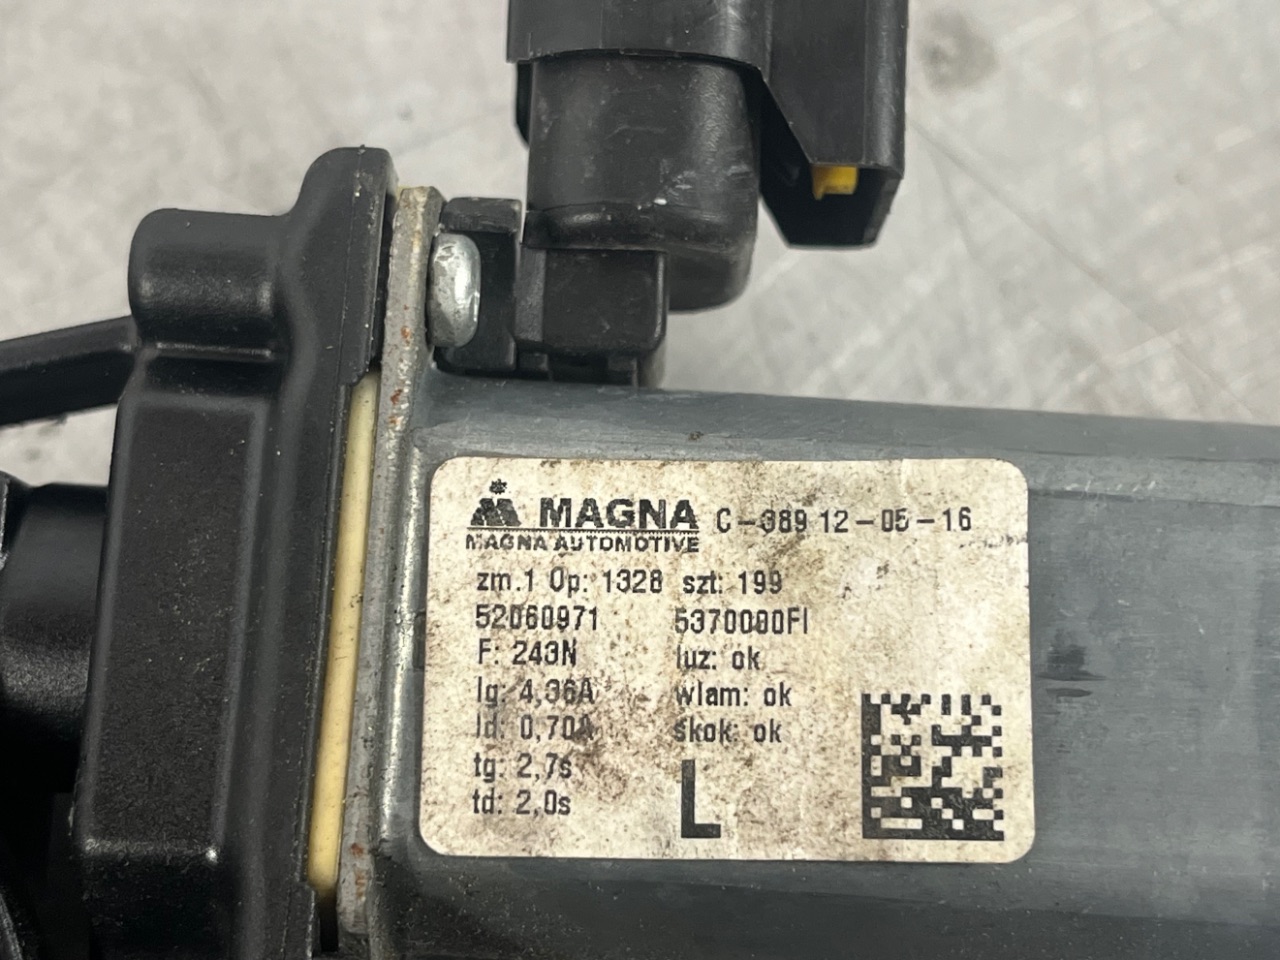 MAGNA C-389 12-05-16
MAGNA AUTOMOTIVE
zm.1 Op: 1328 szt: 199
52060971 5370000FI
F: 243N luz: ok
Ig: 4,36A wlam: ok
Id: 0,70A skok: ok
tg: 2,7s
td: 2,0s
L